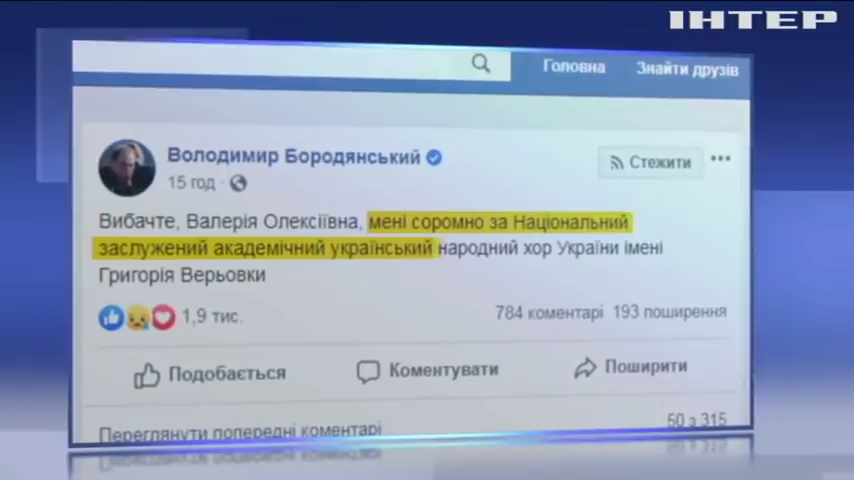 ІНТЕР
Головна
Знайти друзів
Володимир Бородянський
Стежити
15 год
Вибачте, Валерія Олексіївна, мені соромно за Національний
заслужений академічний український народний хор України імені
Григорія Верьовки
1,9 тис.
784 коментарі 193 поширення
Подобається
Коментувати
Поширити
Переглянути попередні коментарі
50 з 315